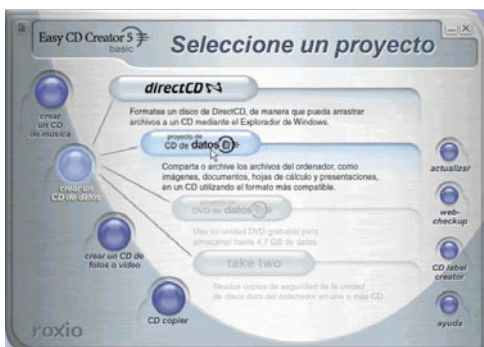 Easy CD Creator 5
basic
Seleccione un proyecto
crear
un CD
de música
directCD
Formatee un disco de DirectCD, de manera que pueda arrastrar
archivos a un CD mediante el Explorador de Windows.
proyecto de
CD de datos
Comparta o archive los archivos del ordenador, como
imágenes, documentos, hojas de cálculo y presentaciones,
en un CD utilizando el formato más compatible.
crear un
CD de datos
proyecto de
DVD de datos
Use su unidad DVD grabable para
almacenar hasta 4,7 GB de datos.
crear un CD de
fotos o vídeo
take two
Realice copias de seguridad de la unidad
de disco duro del ordenador en uno o más CD.
CD copier
actualizar
web-
checkup
CD label
creator
ayuda
roxio